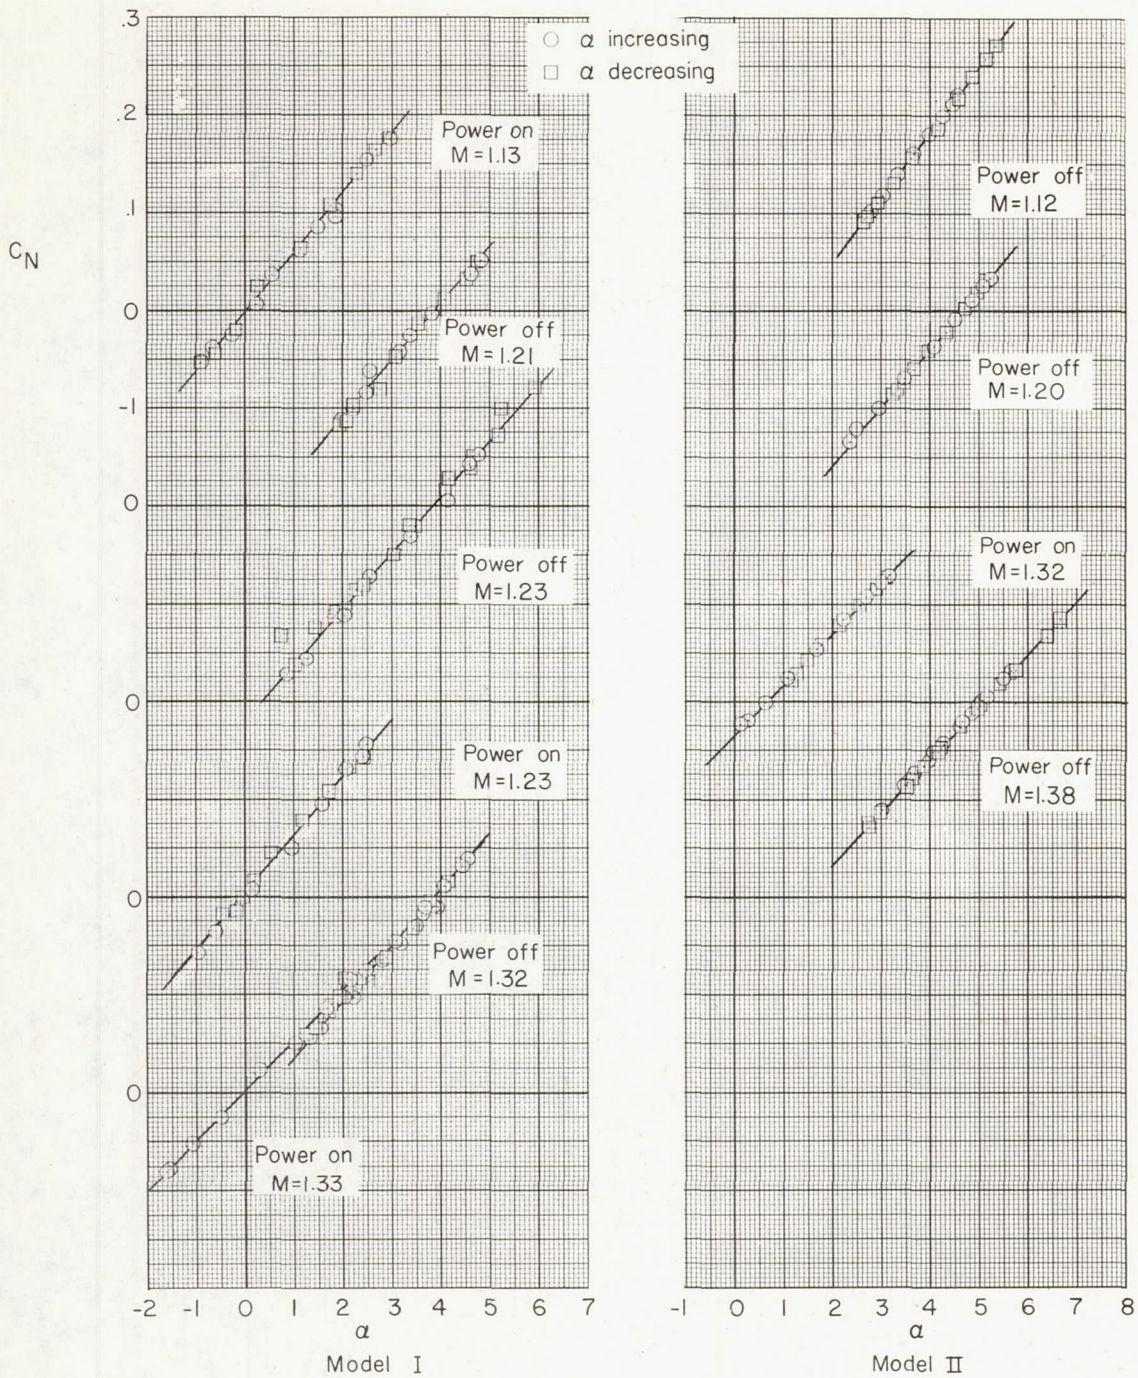 .3
.2
.1
0
-.1
0
0
0
0
C_N
○ α increasing
□ α decreasing
Power on
M=1.13
Power off
M=1.21
Power off
M=1.23
Power on
M=1.23
Power off
M=1.32
Power on
M=1.33
-2 -1 0 1 2 3 4 5 6 7
α
Model I
Power off
M=1.12
Power off
M=1.20
Power on
M=1.32
Power off
M=1.38
-1 0 1 2 3 4 5 6 7 8
α
Model II